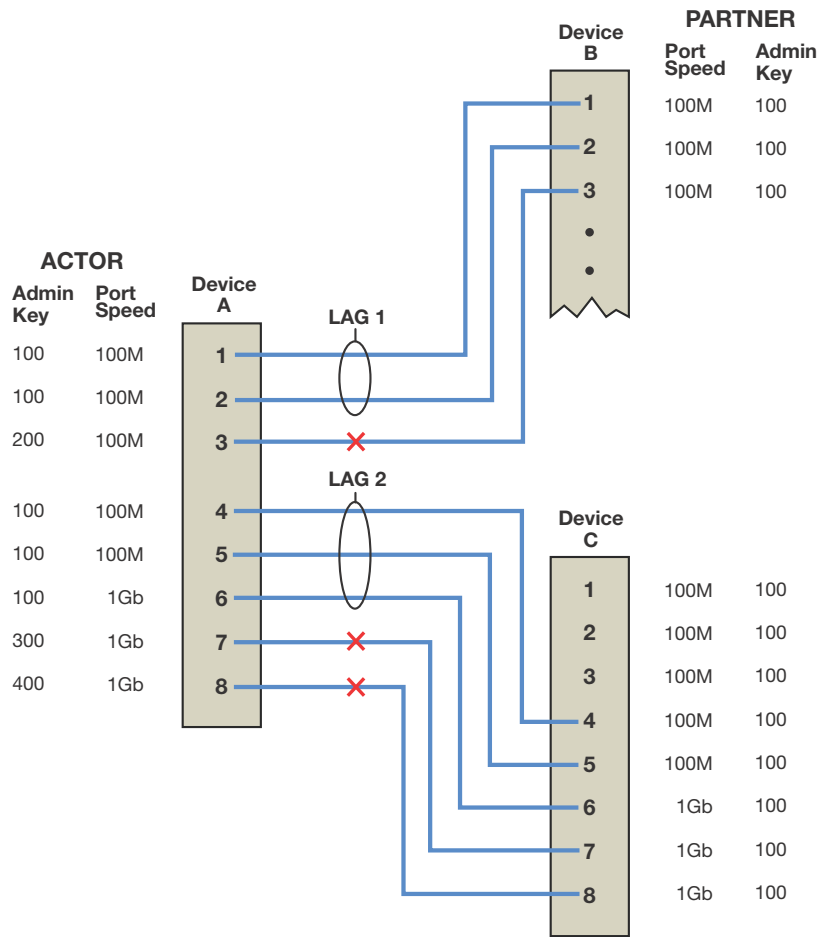 PARTNER
Device B
Port Speed
Admin Key
1 100M 100
2 100M 100
3 100M 100
ACTOR
Admin Key
Port Speed
Device A
LAG 1
100 100M 1
100 100M 2
200 100M 3
LAG 2
100 100M 4
100 100M 5
100 1Gb 6
300 1Gb 7
400 1Gb 8
Device C
1 100M 100
2 100M 100
3 100M 100
4 100M 100
5 100M 100
6 1Gb 100
7 1Gb 100
8 1Gb 100